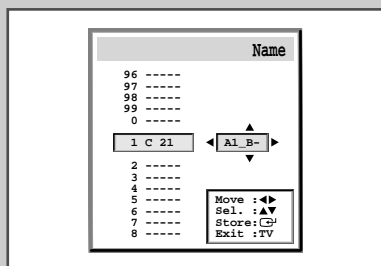 Name
96 -----
97 -----
98 -----
99 -----
0 -----
1 C 21 ◀ A1_B- ▶
2 -----
3 -----
4 -----
5 -----
6 -----
7 -----
8 -----
Move :◀▶
Sel. :▲▼
Store:
Exit :TV